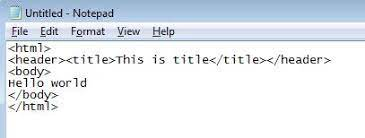 Untitled - Notepad
File Edit Format View Help
<html>
<header><title>This is title</title></header>
<body>
Hello world
</body>
</html>